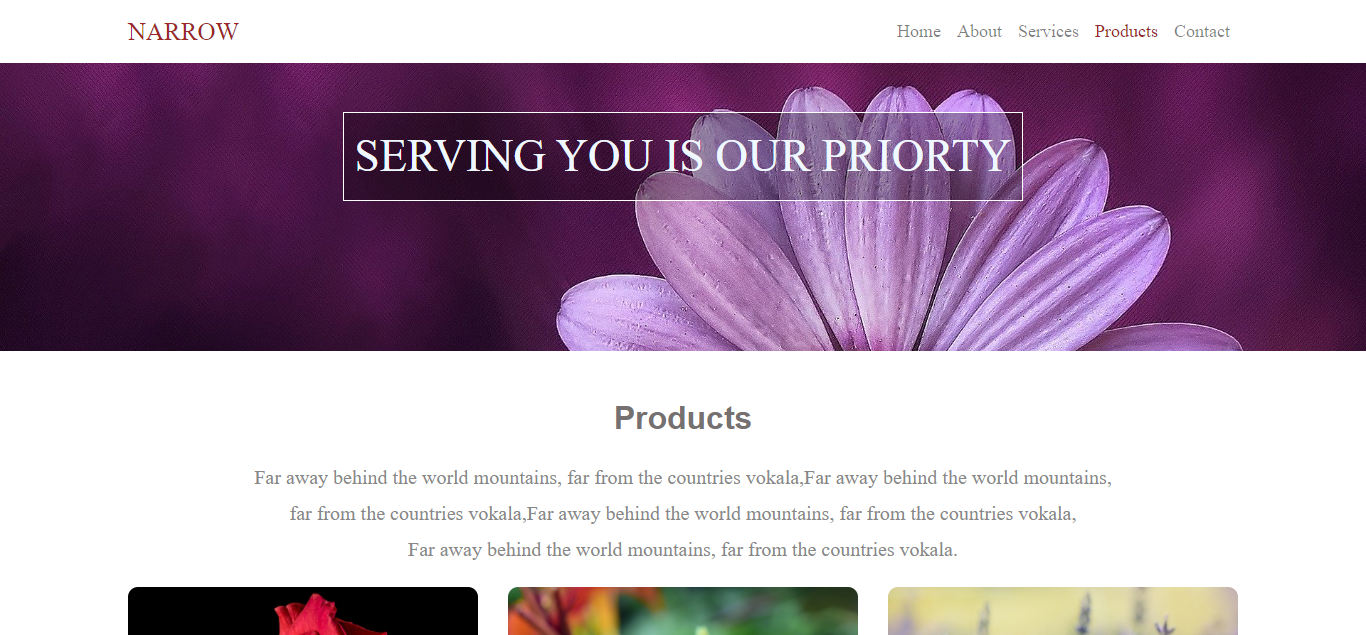 NARROW
Home About Services Products Contact
SERVING YOU IS OUR PRIORTY
Products
Far away behind the world mountains, far from the countries vokala,Far away behind the world mountains,
far from the countries vokala,Far away behind the world mountains, far from the countries vokala,
Far away behind the world mountains, far from the countries vokala.